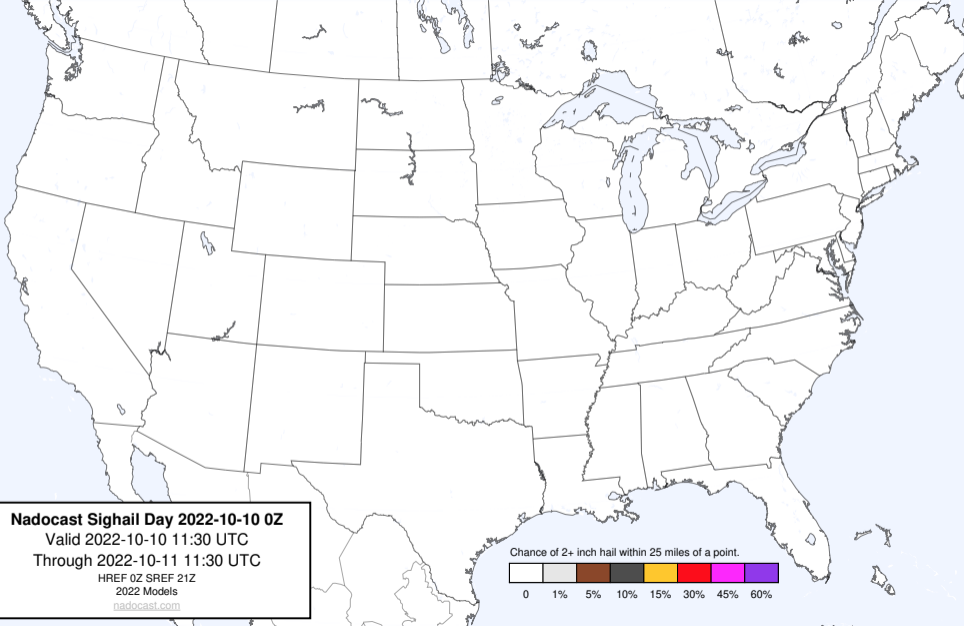 Nadocast Sighail Day 2022-10-10 0Z
Valid 2022-10-10 11:30 UTC
Through 2022-10-11 11:30 UTC
HREF 0Z SREF 21Z
2022 Models
nadocast.com
Chance of 2+ inch hail within 25 miles of a point.
0 1% 5% 10% 15% 30% 45% 60%